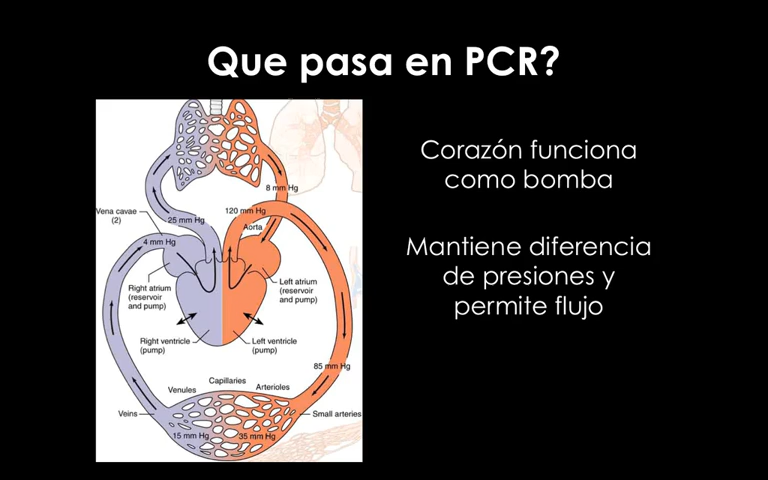 Que pasa en PCR?
Corazón funciona
como bomba
Mantiene diferencia
de presiones y
permite flujo
8 mm Hg
Vena cavae
(2)
25 mm Hg
120 mm Hg
Aorta
4 mm Hg
Right atrium
(reservoir
and pump)
Left atrium
(reservoir
and pump)
Right ventricle
(pump)
Left ventricle
(pump)
85 mm Hg
Venules
Capillaries
Arterioles
Veins
Small arteries
15 mm Hg
35 mm Hg